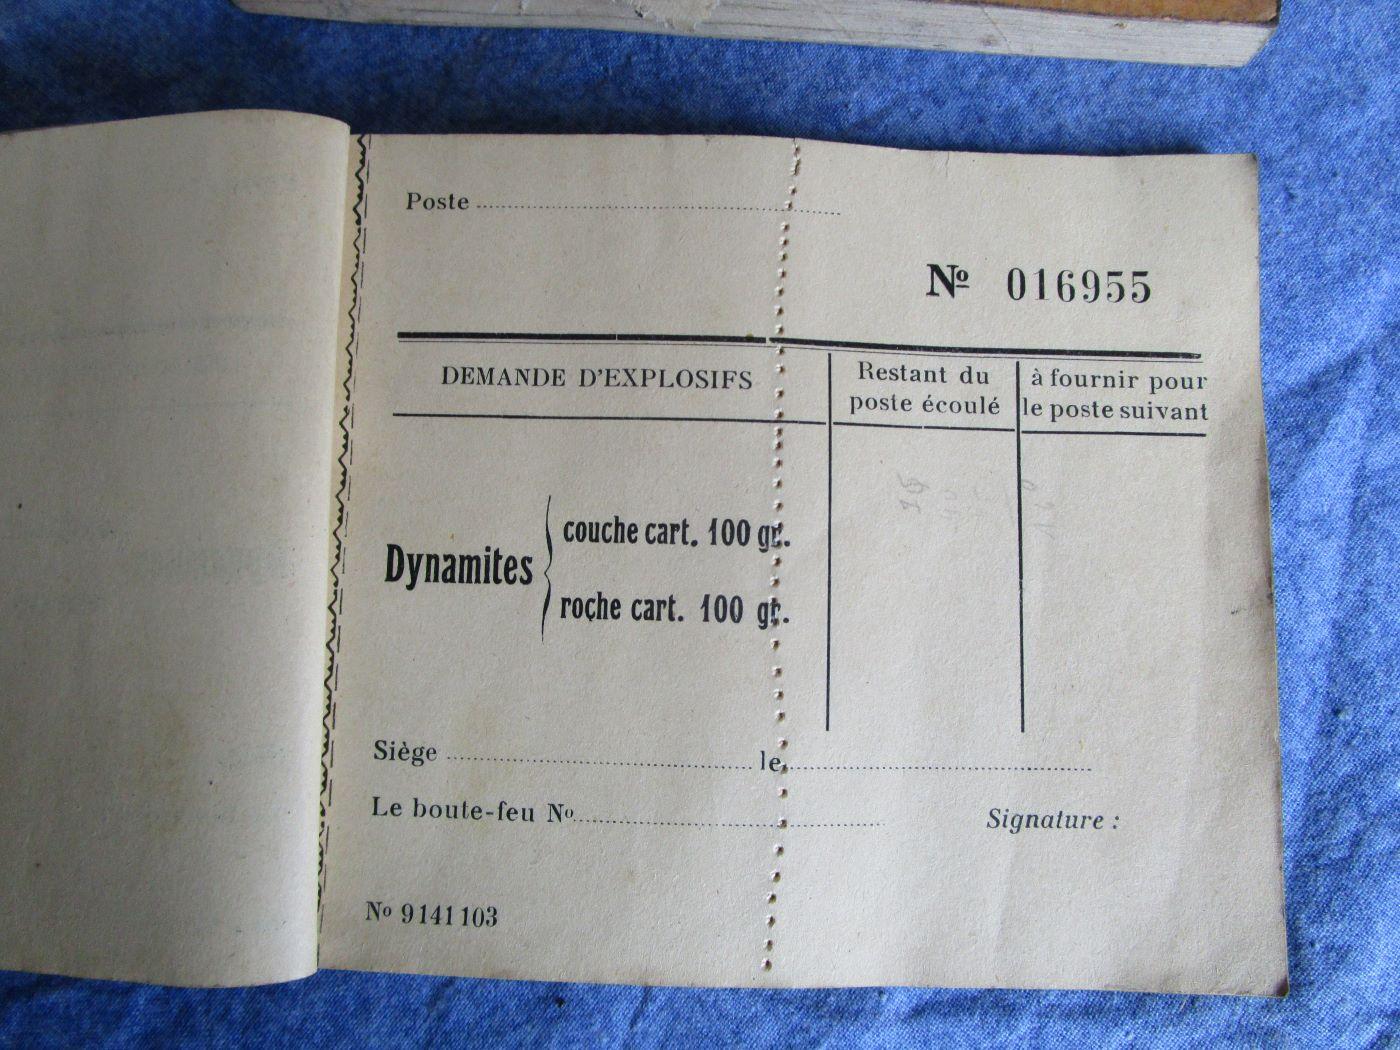 Poste
Nº 016955
DEMANDE D'EXPLOSIFS
Restant du
poste écoulé
à fournir pour
le poste suivant
Dynamites
couche cart. 100 gr.
roche cart. 100 gr.
Siège le
Le boute-feu Nº
Signature :
Nº 9141103